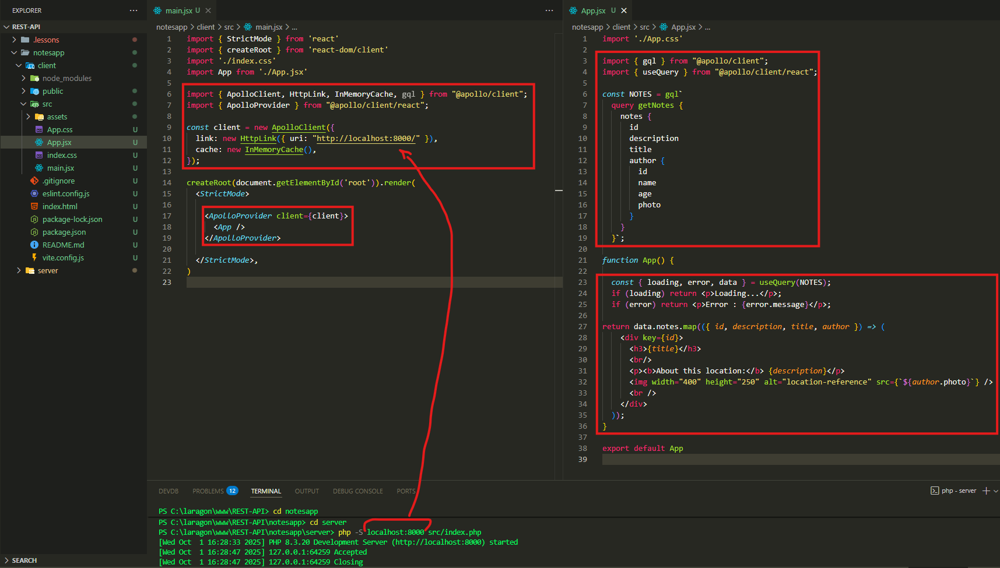 EXPLORER
REST-API
.lessons
notesapp
client
node_modules
public
src
assets
App.css U
App.jsx U
index.css U
main.jsx U
.gitignore U
eslint.config.js U
index.html U
package-lock.json U
package.json U
README.md U
vite.config.js U
server
SEARCH
main.jsx U
notesapp > client > src > main.jsx > ...
1 import { StrictMode } from 'react'
2 import { createRoot } from 'react-dom/client'
3 import './index.css'
4 import App from './App.jsx'
5
6 import { ApolloClient, HttpLink, InMemoryCache, gql } from "@apollo/client";
7 import { ApolloProvider } from "@apollo/client/react";
8
9 const client = new ApolloClient({
10 link: new HttpLink({ uri: "http://localhost:8000/" }),
11 cache: new InMemoryCache(),
12 });
13
14 createRoot(document.getElementById('root')).render(
15 <StrictMode>
16
17 <ApolloProvider client={client}>
18 <App />
19 </ApolloProvider>
20
21 </StrictMode>,
22 )
23
App.jsx U
notesapp > client > src > App.jsx > ...
1 import './App.css'
2
3 import { gql } from "@apollo/client";
4 import { useQuery } from "@apollo/client/react";
5
6 const NOTES = gql`
7 query getNotes {
8 notes {
9 id
10 description
11 title
12 author {
13 id
14 name
15 age
16 photo
17 }
18 }
19 }`;
20
21 function App() {
22
23 const { loading, error, data } = useQuery(NOTES);
24 if (loading) return <p>Loading...</p>;
25 if (error) return <p>Error : {error.message}</p>;
26
27 return data.notes.map(({ id, description, title, author }) => (
28 <div key={id}>
29 <h3>{title}</h3>
30 <br/>
31 <p><b>About this location:</b> {description}</p>
32 <img width="400" height="250" alt="location-reference" src={`${author.photo}`} />
33 <br />
34 </div>
35 ));
36 }
37
38 export default App
39
DEVDB PROBLEMS 12 TERMINAL OUTPUT DEBUG CONSOLE PORTS
php - server
PS C:\laragon\www\REST-API> cd notesapp
PS C:\laragon\www\REST-API\notesapp> cd server
PS C:\laragon\www\REST-API\notesapp\server> php -S localhost:8000 src/index.php
[Wed Oct  1 16:28:33 2025] PHP 8.3.20 Development Server (http://localhost:8000) started
[Wed Oct  1 16:28:47 2025] 127.0.0.1:64259 Accepted
[Wed Oct  1 16:28:47 2025] 127.0.0.1:64259 Closing